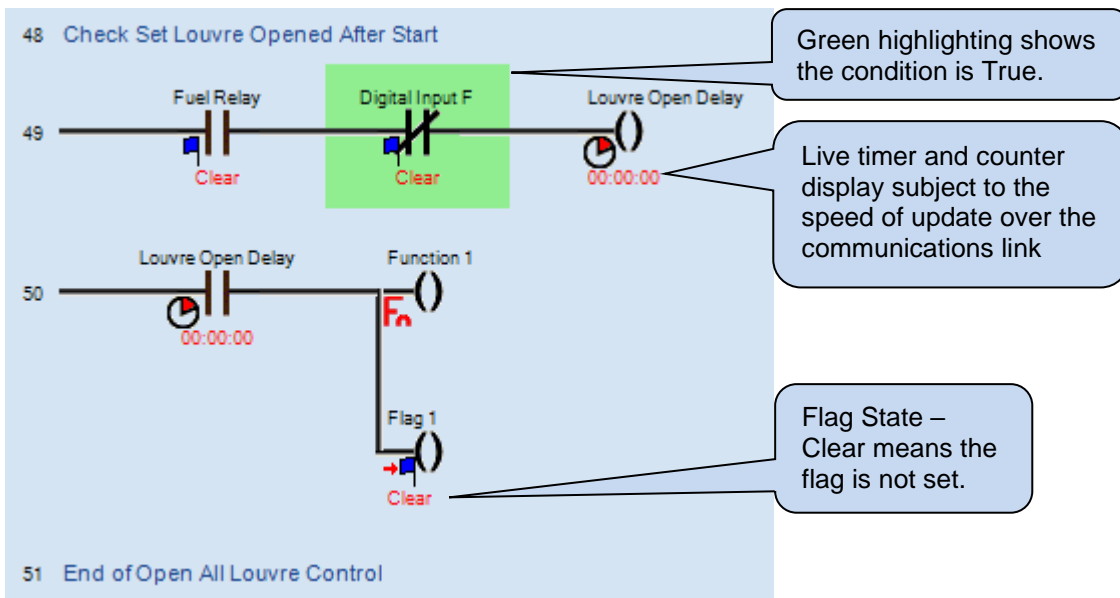 48 Check Set Louvre Opened After Start
Green highlighting shows
the condition is True.
Fuel Relay Digital Input F Louvre Open Delay
49
Clear Clear 00:00:00
Live timer and counter
display subject to the
speed of update over the
communications link
Louvre Open Delay Function 1
50
Fn
00:00:00
Flag 1
Clear
Flag State –
Clear means the
flag is not set.
51 End of Open All Louvre Control